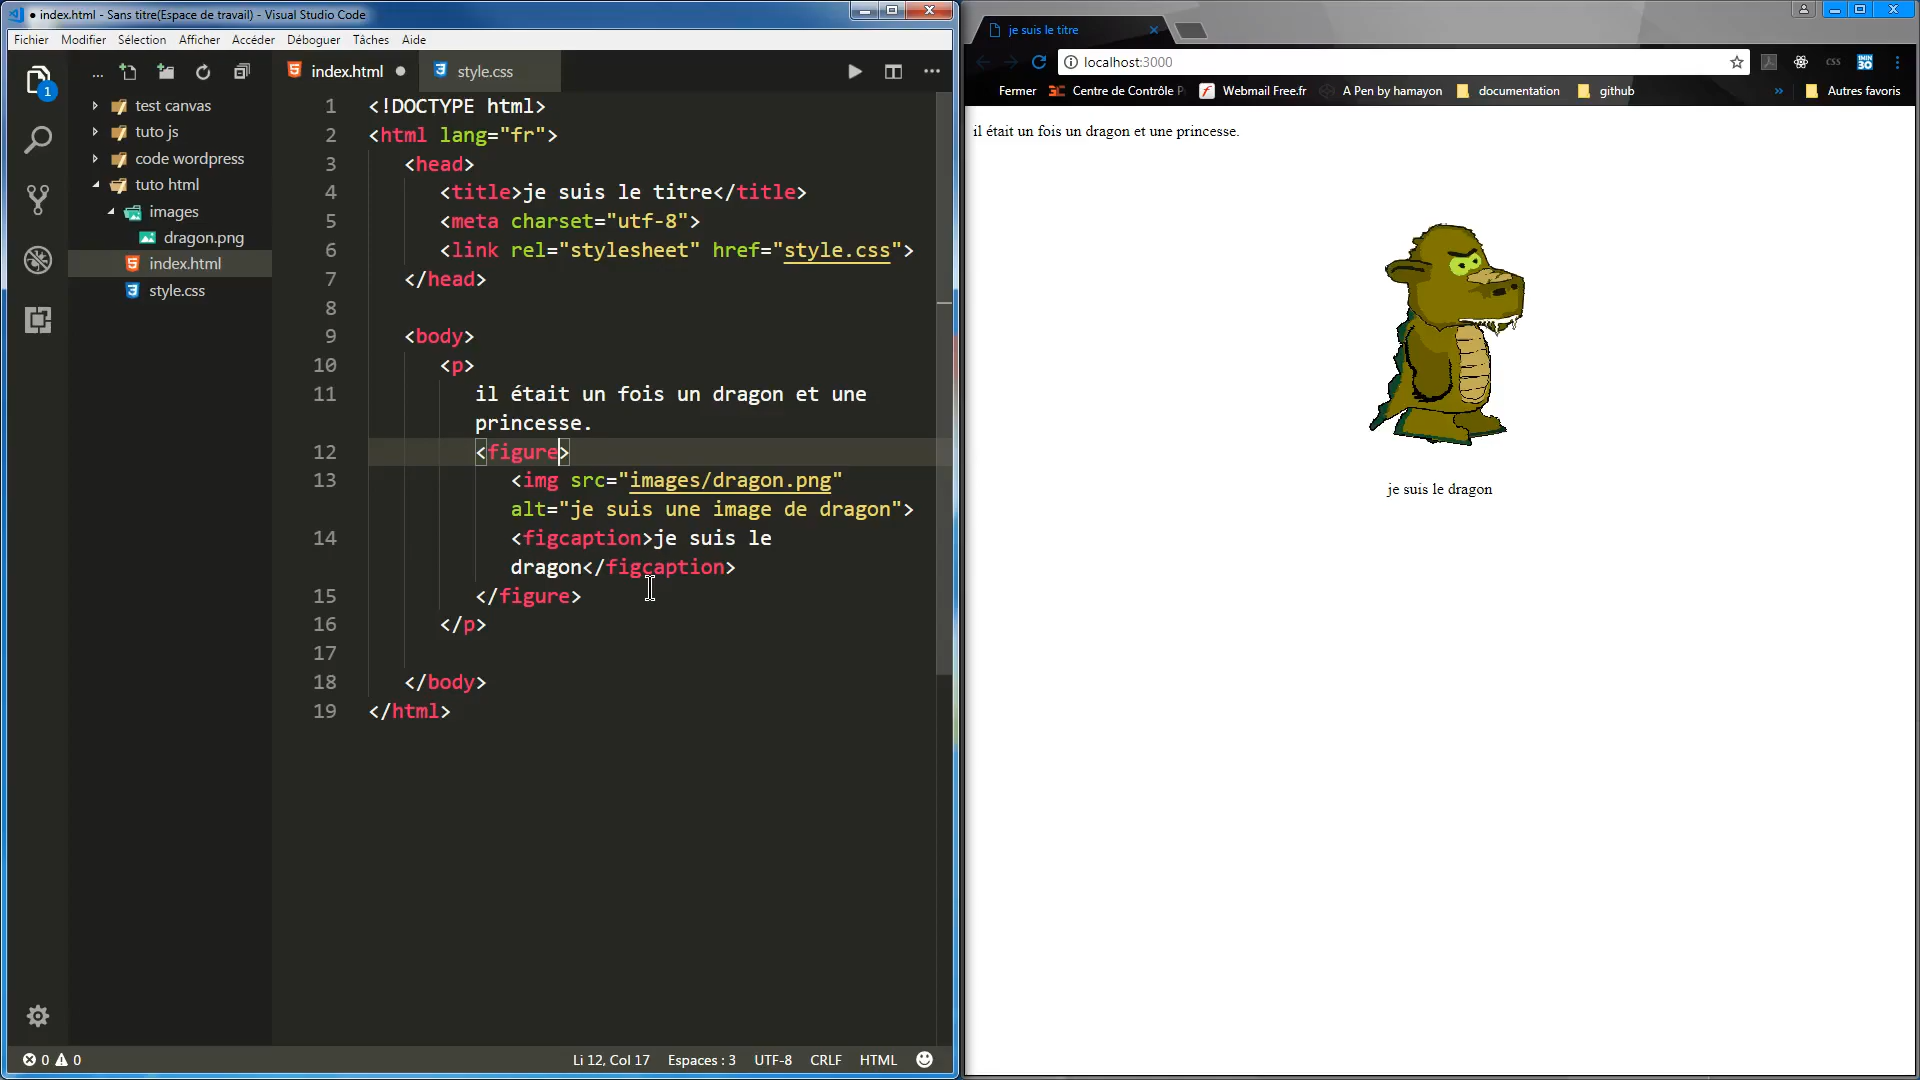 index.html - Sans titre(Espace de travail) - Visual Studio Code
Fichier Modifier Sélection Afficher Accéder Déboguer Tâches Aide
1
...
test canvas
tuto js
code wordpress
tuto html
images
dragon.png
index.html
style.css
index.html style.css ...
1 <!DOCTYPE html>
2 <html lang="fr">
3 <head>
4 <title>je suis le titre</title>
5 <meta charset="utf-8">
6 <link rel="stylesheet" href="style.css">
7 </head>
8
9 <body>
10 <p>
11 il était un fois un dragon et une
princesse.
12 <figure>
13 <img src="images/dragon.png"
alt="je suis une image de dragon">
14 <figcaption>je suis le
dragon</figcaption>
15 </figure>
16 </p>
17
18 </body>
19 </html>
0 0 Li 12, Col 17 Espaces : 3 UTF-8 CRLF HTML
je suis le titre
localhost:3000
CSS
1MIN
30
Fermer Centre de Contrôle Webmail Free.fr A Pen by hamayon documentation github » Autres favoris
il était un fois un dragon et une princesse.
je suis le dragon